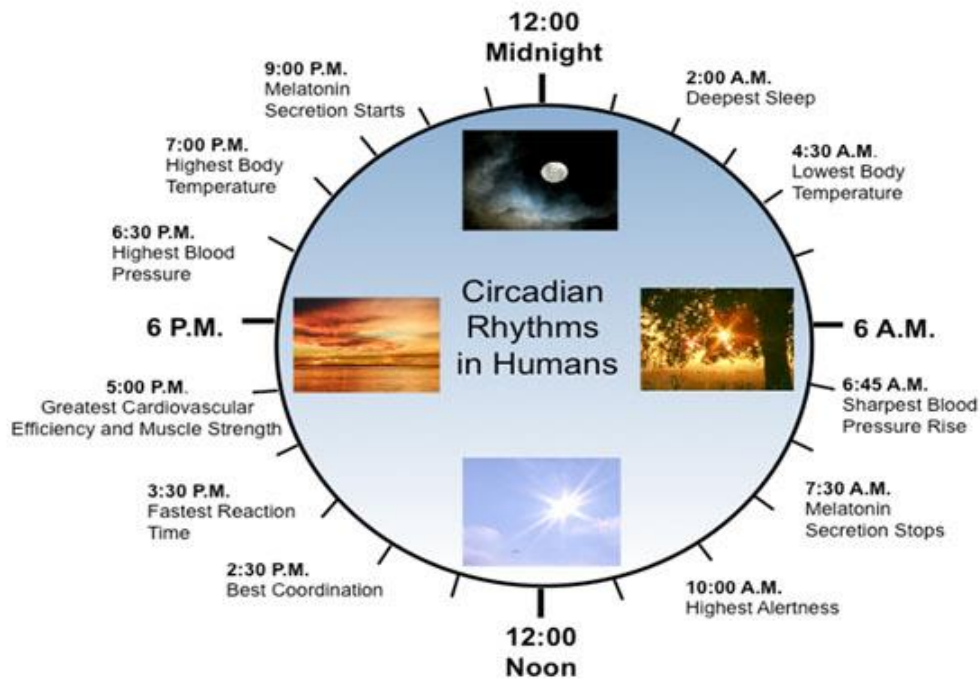 12:00
Midnight
9:00 P.M.
Melatonin
Secretion Starts
2:00 A.M.
Deepest Sleep
7:00 P.M.
Highest Body
Temperature
4:30 A.M.
Lowest Body
Temperature
6:30 P.M.
Highest Blood
Pressure
Circadian
Rhythms
in Humans
6 P.M.
6 A.M.
5:00 P.M.
Greatest Cardiovascular
Efficiency and Muscle Strength
6:45 A.M.
Sharpest Blood
Pressure Rise
3:30 P.M.
Fastest Reaction
Time
7:30 A.M.
Melatonin
Secretion Stops
2:30 P.M.
Best Coordination
10:00 A.M.
Highest Alertness
12:00
Noon